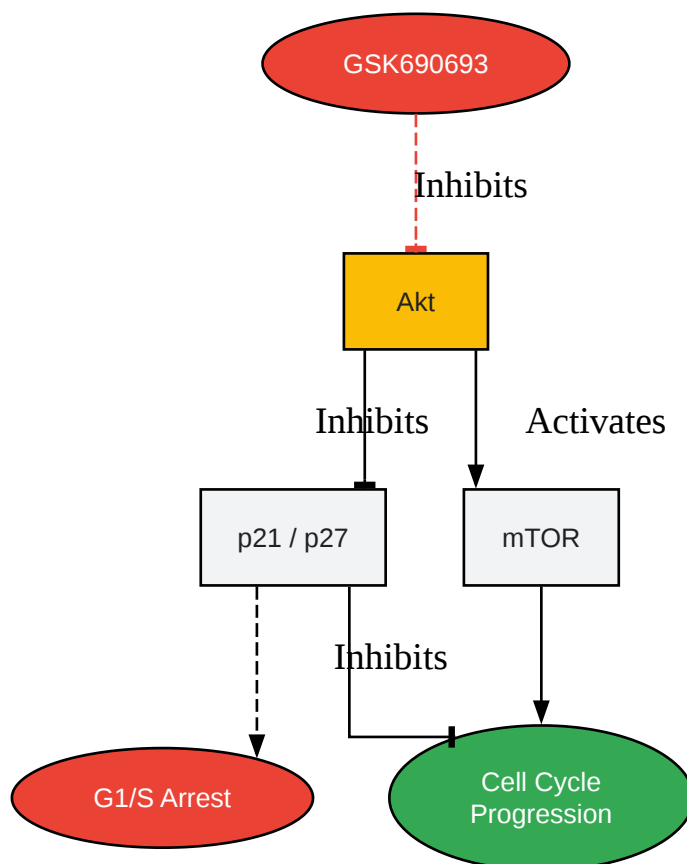 GSK690693
Inhibits
Akt
Inhibits
Activates
p21 / p27
mTOR
Inhibits
G1/S Arrest
Cell Cycle
Progression